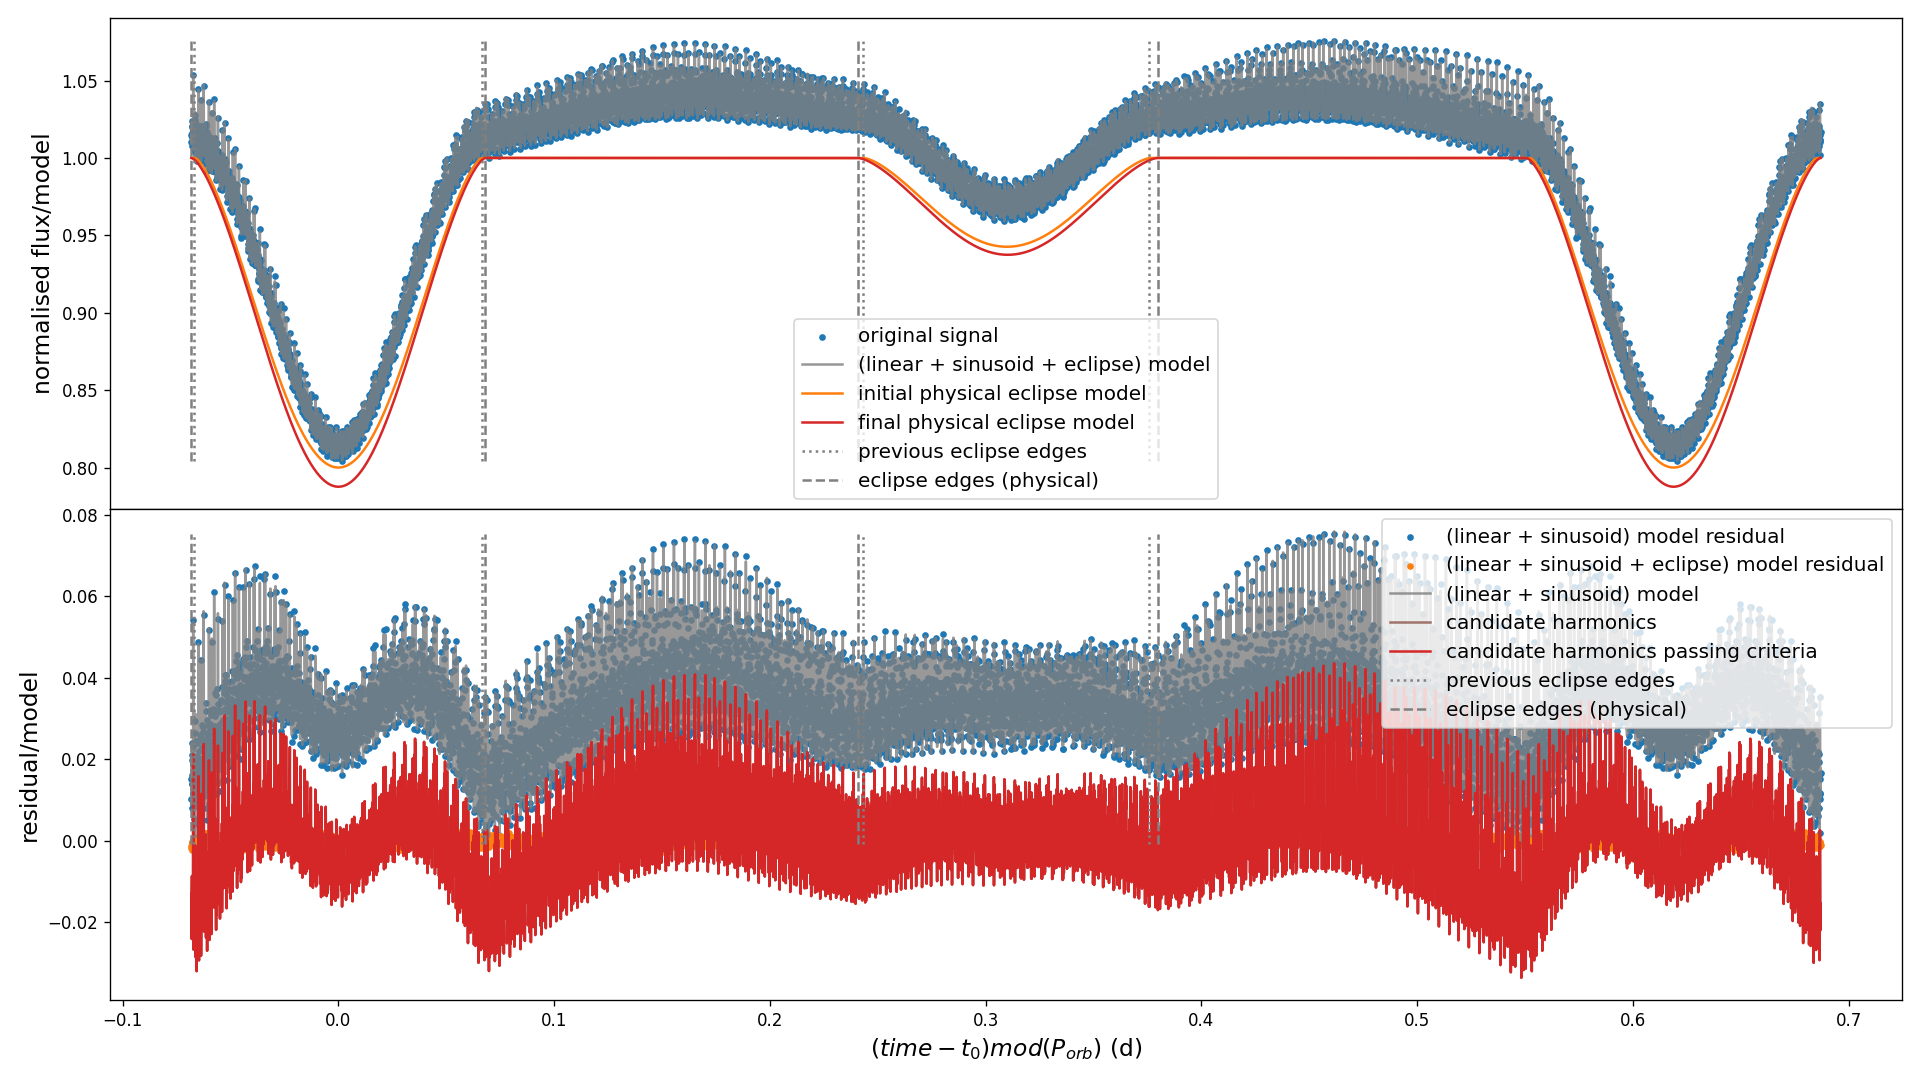 normalised flux/model
1.05
1.00
0.95
0.90
0.85
0.80
original signal
(linear + sinusoid + eclipse) model
initial physical eclipse model
final physical eclipse model
previous eclipse edges
eclipse edges (physical)
residual/model
0.08
0.06
0.04
0.02
0.00
−0.02
(linear + sinusoid) model residual
(linear + sinusoid + eclipse) model residual
(linear + sinusoid) model
candidate harmonics
candidate harmonics passing criteria
previous eclipse edges
eclipse edges (physical)
−0.1 0.0 0.1 0.2 0.3 0.4 0.5 0.6 0.7
(time − t₀)mod(P_orb) (d)